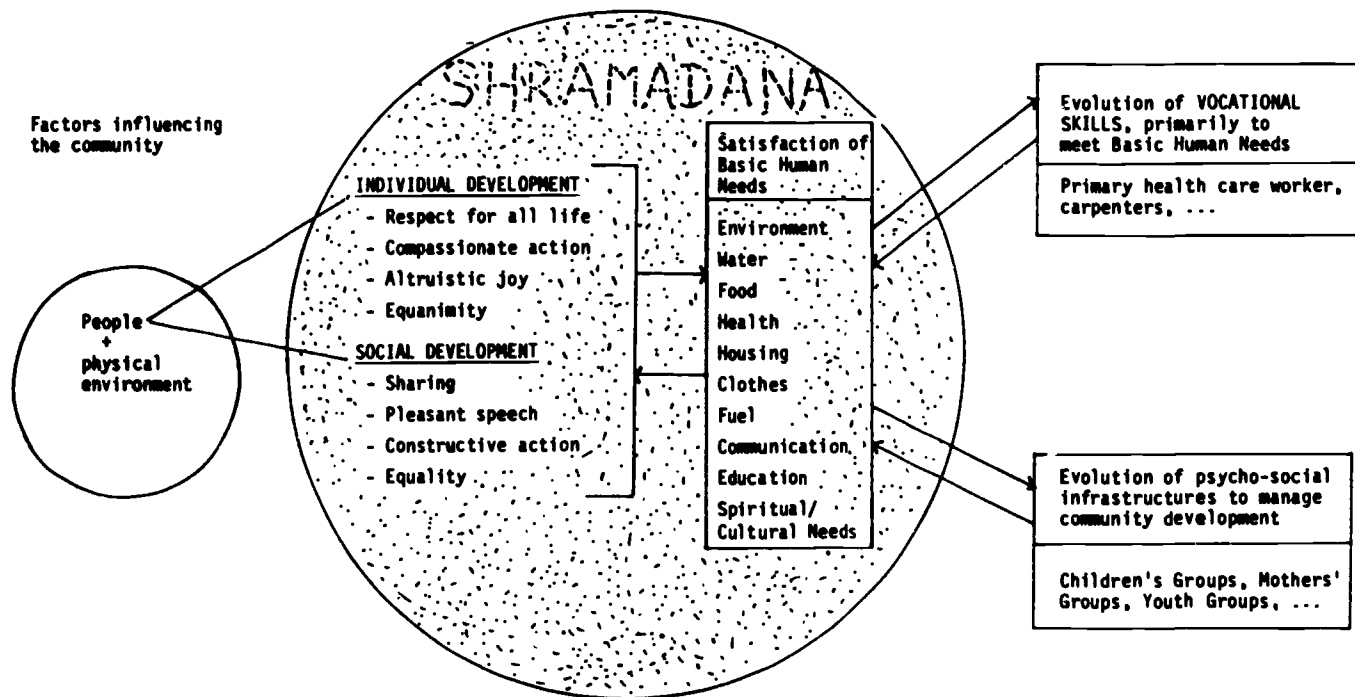 SHRAMADANA
Factors influencing
the community
People
+
physical
environment
INDIVIDUAL DEVELOPMENT
- Respect for all life
- Compassionate action
- Altruistic joy
- Equanimity
SOCIAL DEVELOPMENT
- Sharing
- Pleasant speech
- Constructive action
- Equality
Satisfaction of
Basic Human
Needs
Environment
Water
Food
Health
Housing
Clothes
Fuel
Communication
Education
Spiritual/
Cultural Needs
Evolution of VOCATIONAL
SKILLS, primarily to
meet Basic Human Needs
Primary health care worker,
carpenters, ...
Evolution of psycho-social
infrastructures to manage
community development
Children's Groups, Mothers'
Groups, Youth Groups, ...